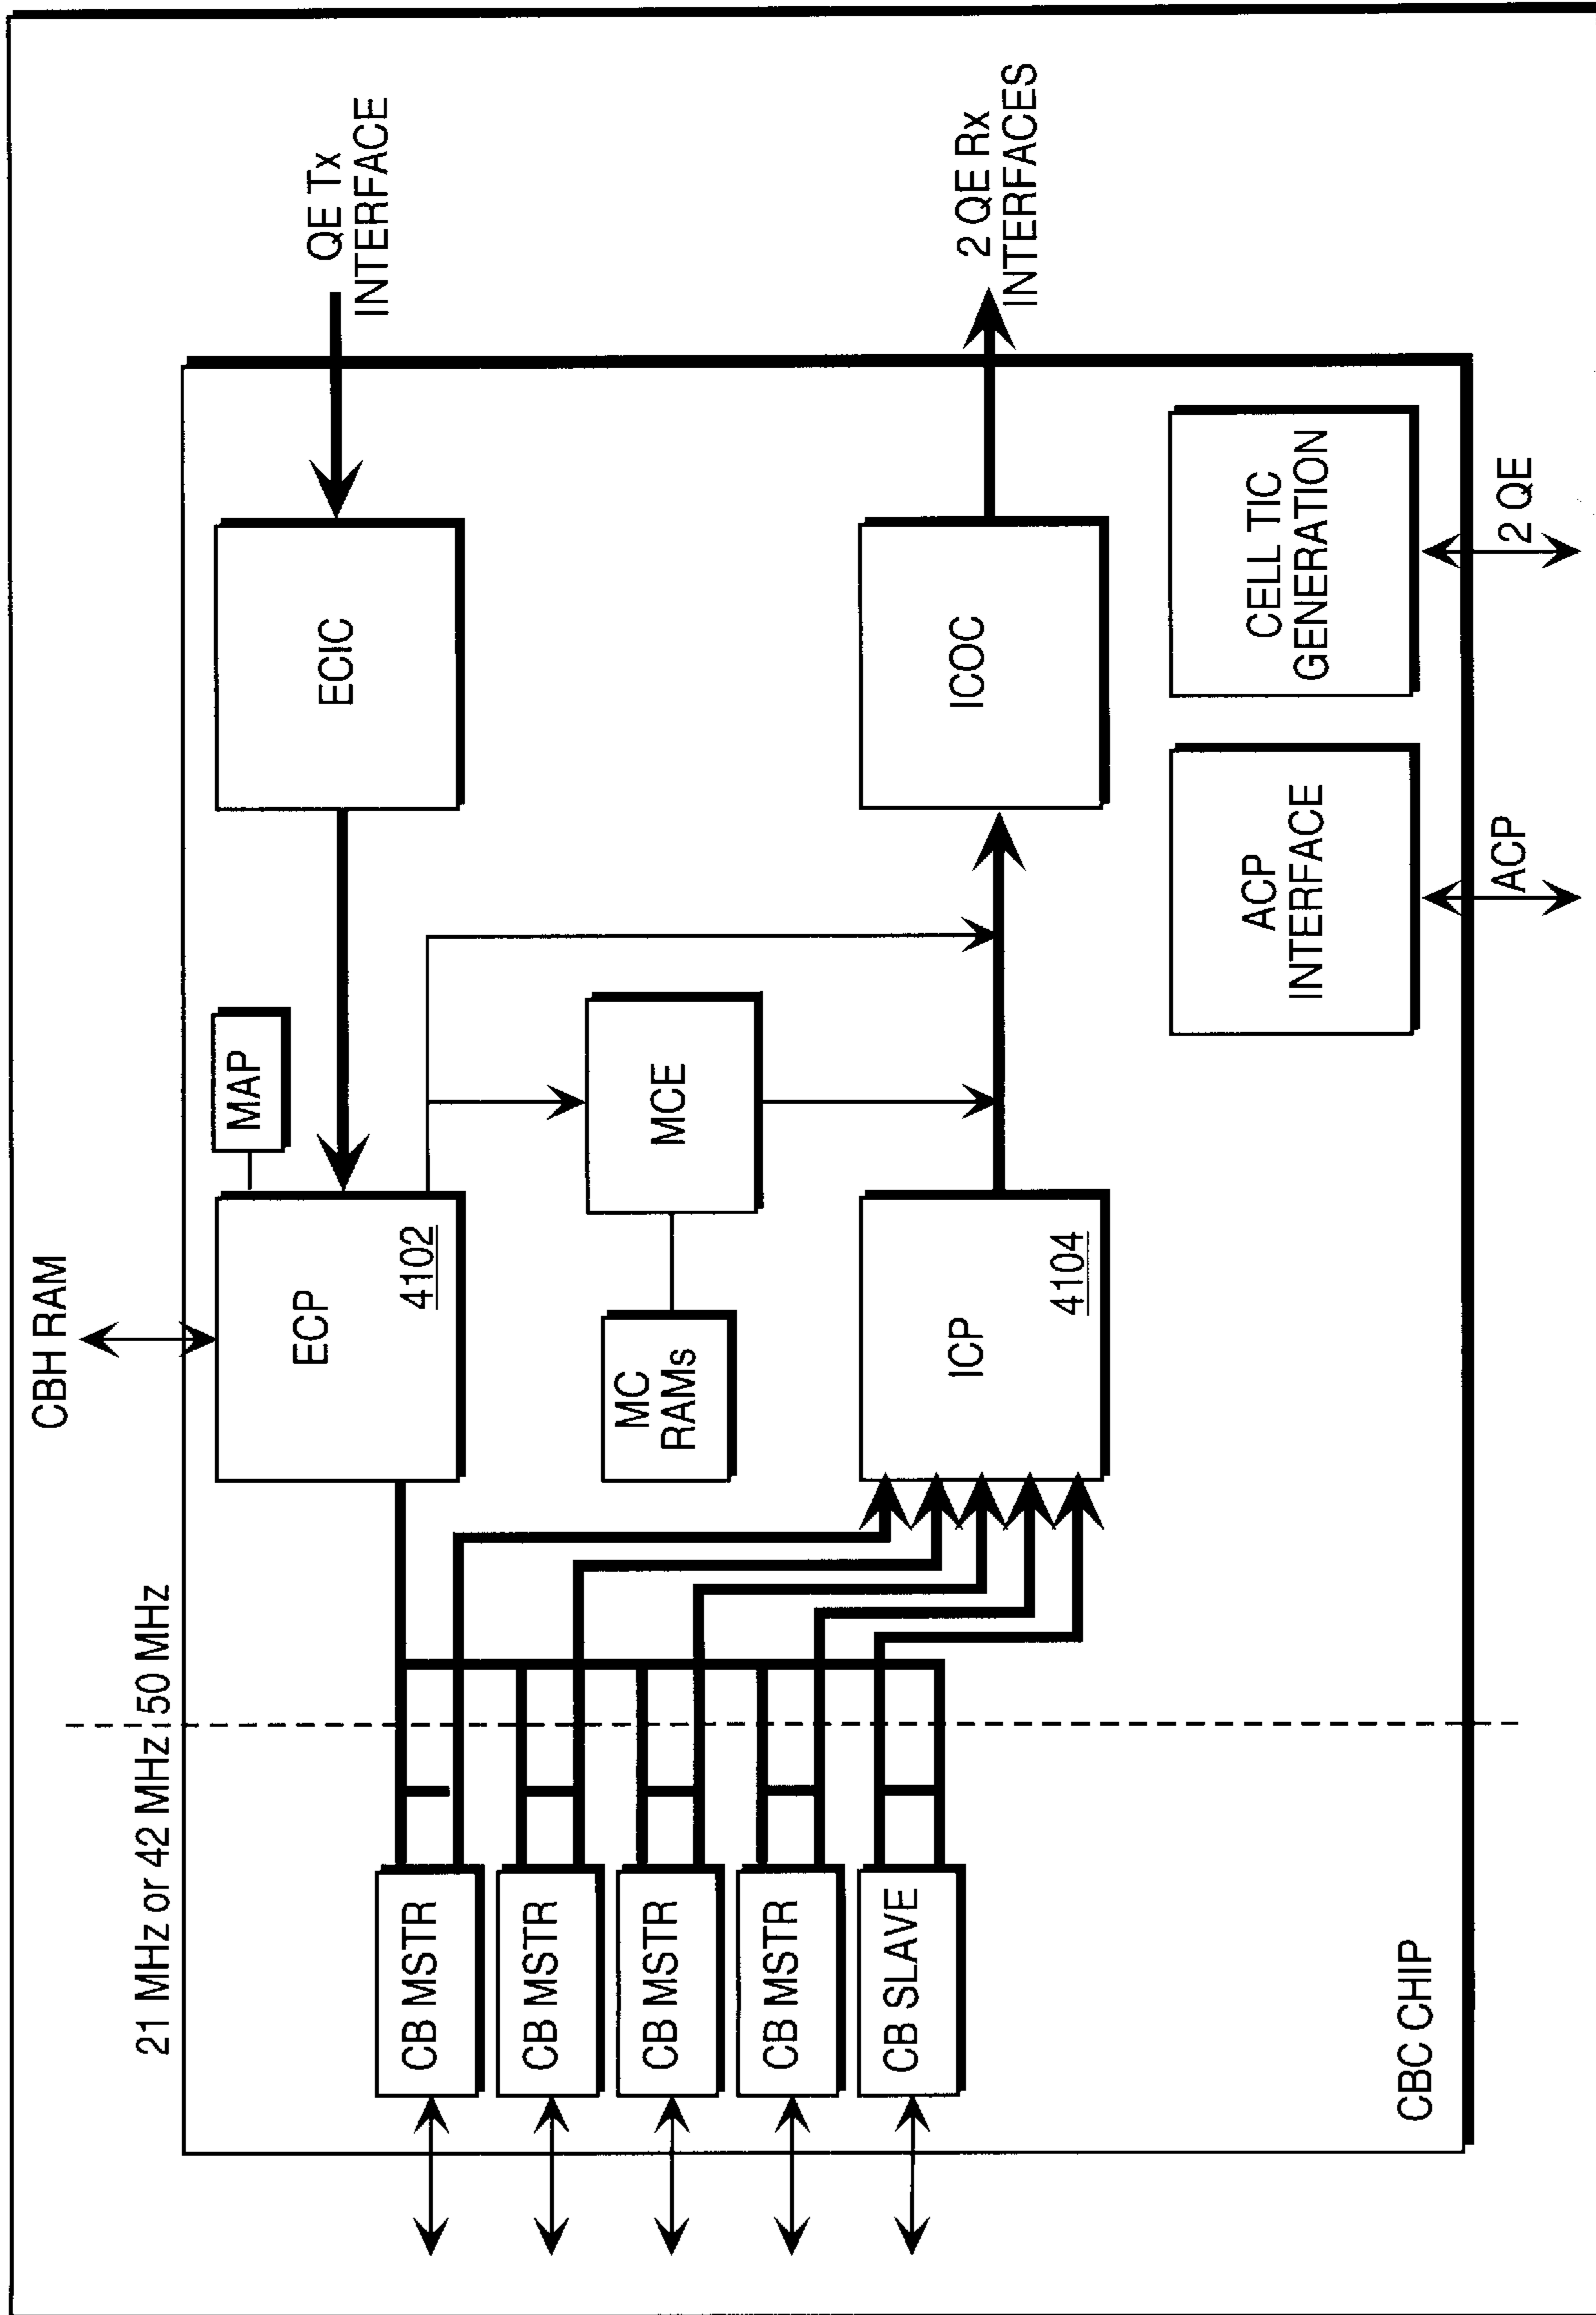 CBH RAM
21 MHz or 42 MHz
50 MHz
QE Tx
INTERFACE
MAP
ECP
4102
ECIC
CB MSTR
CB MSTR
CB MSTR
CB MSTR
CB SLAVE
MC
RAMs
MCE
ICP
4104
ICOC
2 QE Rx
INTERFACES
ACP
INTERFACE
CELL TIC
GENERATION
CBC CHIP
ACP
2 QE